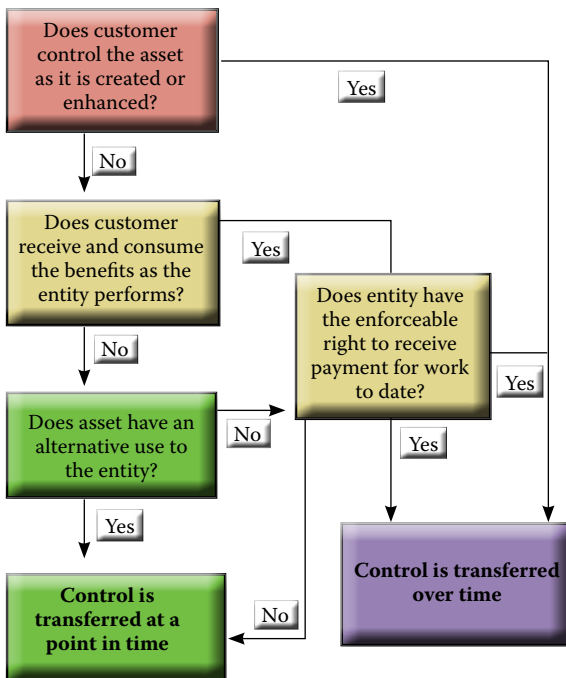 Does customer
control the asset
as it is created or
enhanced?
Yes
No
Does customer
receive and consume
the benefits as the
entity performs?
Yes
Does entity have
the enforceable
right to receive
payment for work
to date?
No
Yes
Does asset have an
alternative use to
the entity?
No
Yes
Yes
Control is transferred
over time
Control is
transferred at a
point in time
No